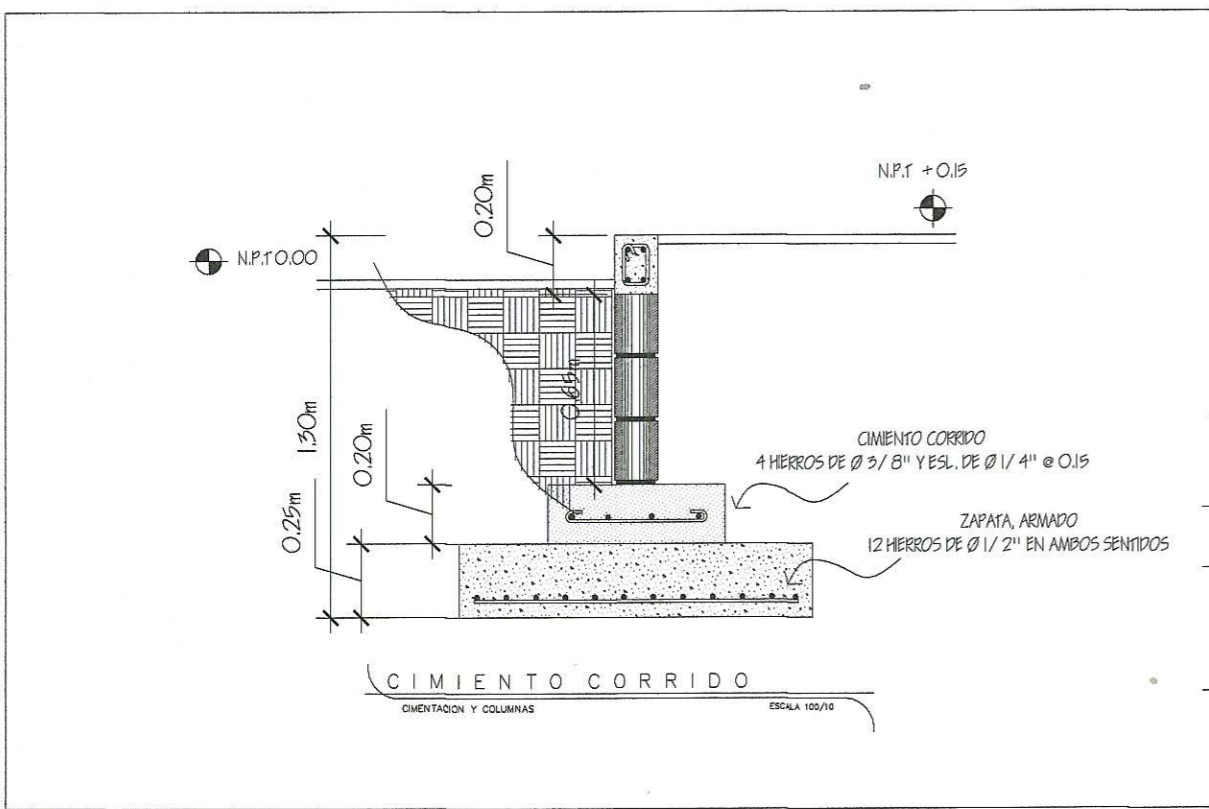 N.P.T +0.15
0.20m
N.P.T 0.00
0.65m
1.30m
0.20m
0.25m
CIMIENTO CORRIDO
4 HIERROS DE Ø 3/8" Y ESL. DE Ø 1/4" @ 0.15
ZAPATA, ARMADO
12 HIERROS DE Ø 1/2" EN AMBOS SENTIDOS
CIMIENTO CORRIDO
CIMENTACION Y COLUMNAS
ESCALA 100/10